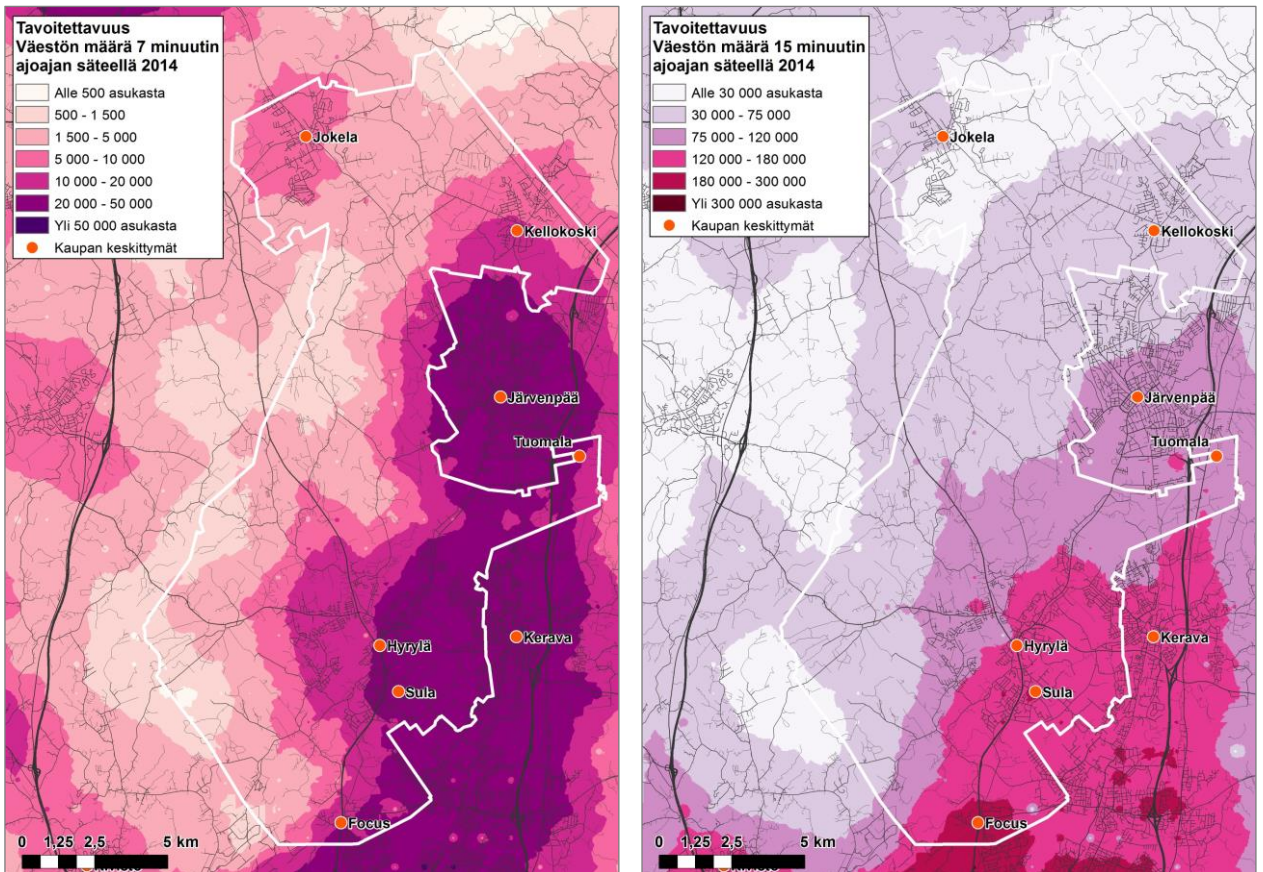 Tavoitettavuus
Väestön määrä 7 minuutin
ajoajan säteellä 2014
Alle 500 asukasta
500 - 1 500
1 500 - 5 000
5 000 - 10 000
10 000 - 20 000
20 000 - 50 000
Yli 50 000 asukasta
Kaupan keskittymät
Jokela
Kellokoski
Järvenpää
Tuomala
Hyrylä
Kerava
Sula
Focus
0 1,25 2,5 5 km
Tavoitettavuus
Väestön määrä 15 minuutin
ajoajan säteellä 2014
Alle 30 000 asukasta
30 000 - 75 000
75 000 - 120 000
120 000 - 180 000
180 000 - 300 000
Yli 300 000 asukasta
Kaupan keskittymät
Jokela
Kellokoski
Järvenpää
Tuomala
Hyrylä
Kerava
Sula
Focus
0 1,25 2,5 5 km